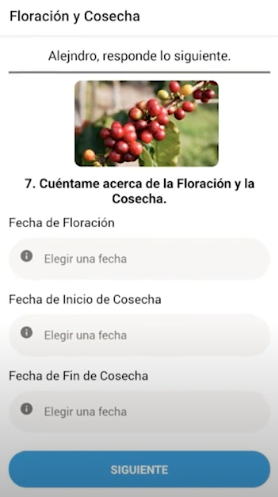 Floración y Cosecha
Alejndro, responde lo siguiente.
7. Cuéntame acerca de la Floración y la
Cosecha.
Fecha de Floración
Elegir una fecha
Fecha de Inicio de Cosecha
Elegir una fecha
Fecha de Fin de Cosecha
Elegir una fecha
SIGUIENTE